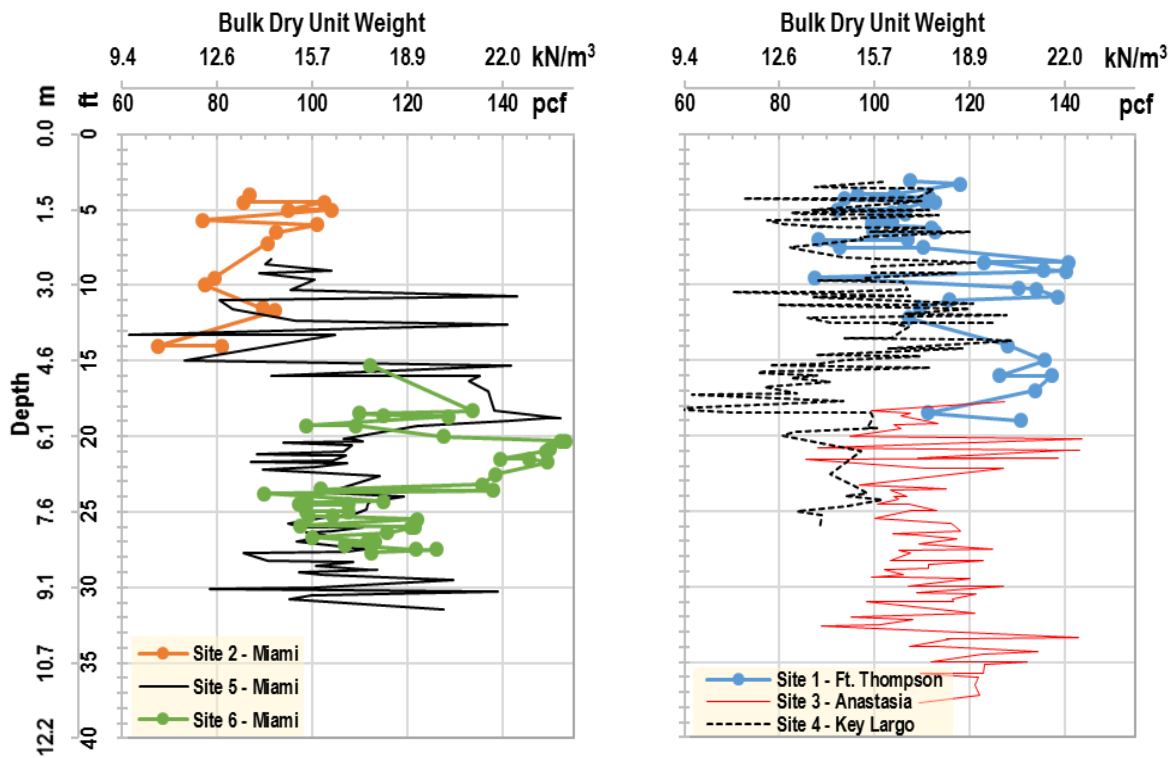 Bulk Dry Unit Weight
9.4 12.6 15.7 18.9 22.0 kN/m³
60 80 100 120 140 pcf
m ft
Depth
0.0 0
1.5 5
3.0 10
4.6 15
6.1 20
7.6 25
9.1 30
10.7 35
12.2 40
Site 2 - Miami
Site 5 - Miami
Site 6 - Miami
Bulk Dry Unit Weight
9.4 12.6 15.7 18.9 22.0 kN/m³
60 80 100 120 140 pcf
Site 1 - Ft. Thompson
Site 3 - Anastasia
Site 4 - Key Largo